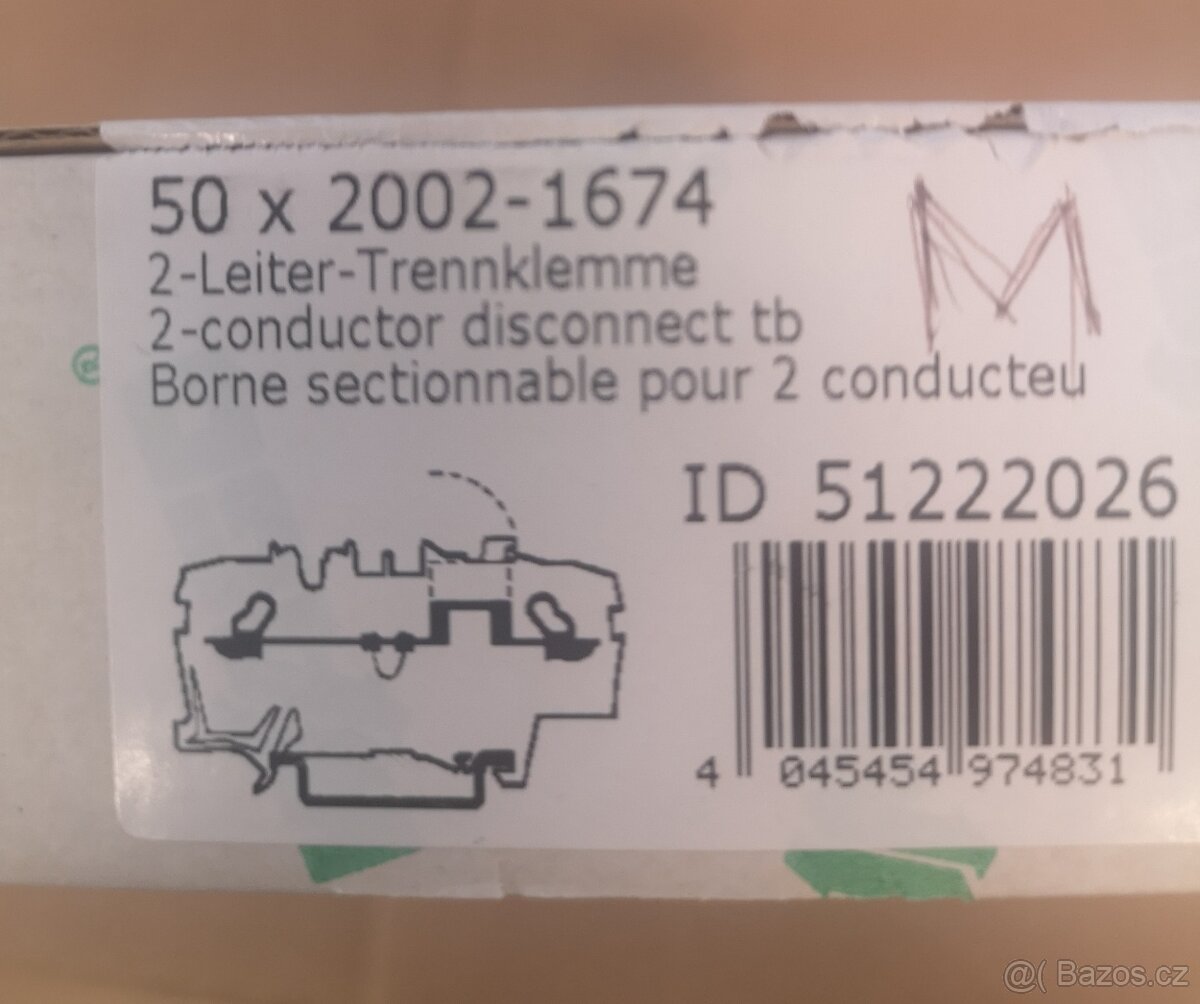 50 x 2002-1674
2-Leiter-Trennklemme
2-conductor disconnect tb
Borne sectionnable pour 2 conducteu
M
ID 51222026
4 045454 974831
@( Bazos.cz